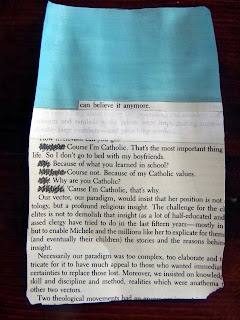 can believe it anymore.
Course I'm Catholic. That's the most important thing
life. So I don't go to bed with my boyfriends.
Because of what you learned in school?
Course not. Because of my Catholic values.
Why are you Catholic?
'Cause I'm Catholic, that's why.
Our vector, our paradigm, would insist that her position is not
tology, but a profound religious insight. The challenge for the cl
elites is not to demolish that insight (as a lot of half-educated and
assed clergy have tried to do in the last fifteen years—mostly in
but to enable Michele and the millions like her to explicate for them
(and eventually their children) the stories and the reasons behind
insight.
Necessarily our paradigm was too complex, too elaborate and to
ticate for it to have much appeal to those who wanted immediat
certainties to replace those lost. Moreover, we insisted on knowledg
skill and discipline and method, realities which were anathema
other two vectors.
Two theological movements had an